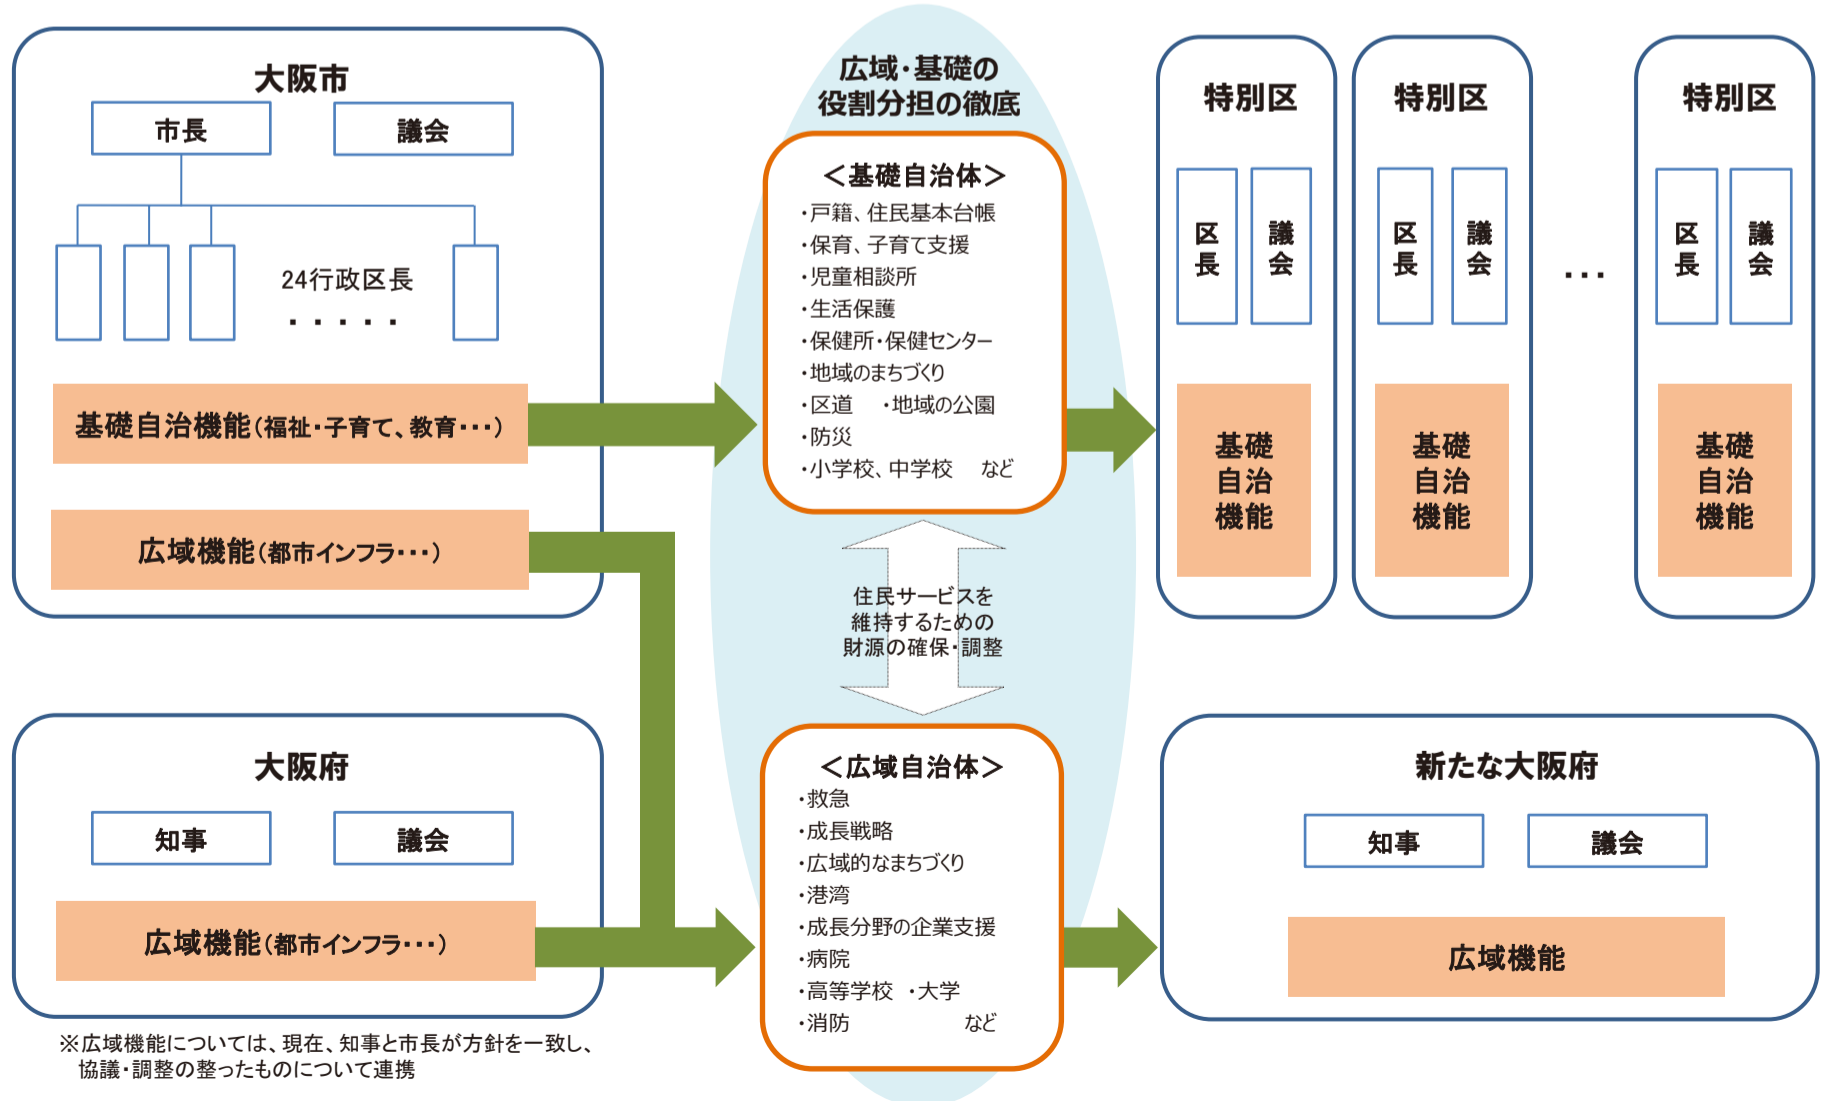 大阪市
市長
議会
24行政区長
・・・・・
基礎自治機能(福祉・子育て、教育・・・)
広域機能(都市インフラ・・・)
大阪府
知事
議会
広域機能(都市インフラ・・・)
※広域機能については、現在、知事と市長が方針を一致し、
協議・調整の整ったものについて連携
広域・基礎の
役割分担の徹底
＜基礎自治体＞
・戸籍、住民基本台帳
・保育、子育て支援
・児童相談所
・生活保護
・保健所・保健センター
・地域のまちづくり
・区道　・地域の公園
・防災
・小学校、中学校　など
住民サービスを
維持するための
財源の確保・調整
＜広域自治体＞
・救急
・成長戦略
・広域的なまちづくり
・港湾
・成長分野の企業支援
・病院
・高等学校　・大学
・消防　など
特別区
区長
議会
基礎
自治
機能
特別区
区長
議会
基礎
自治
機能
・・・
特別区
区長
議会
基礎
自治
機能
新たな大阪府
知事
議会
広域機能